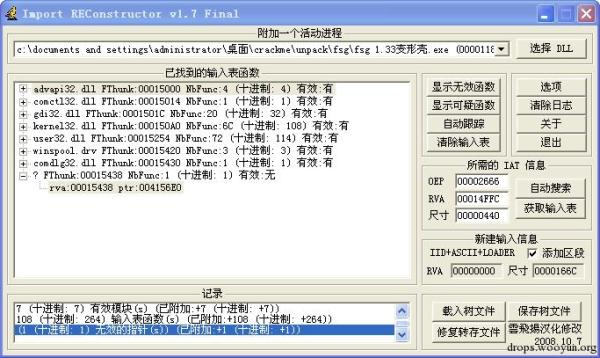 Import REConstructor v1.7 Final
附加一个活动进程
c:\documents and settings\administrator\桌面\crackme\unpack\fsg\fsg 1.33变形壳.exe (0000118
选择 DLL
已找到的输入表函数
advapi32.dll FThunk:00015000 NbFunc:4 (十进制: 4) 有效:有
comctl32.dll FThunk:00015014 NbFunc:1 (十进制: 1) 有效:有
gdi32.dll FThunk:0001501C NbFunc:20 (十进制: 32) 有效:有
kernel32.dll FThunk:000150A0 NbFunc:6C (十进制: 108) 有效:有
user32.dll FThunk:00015254 NbFunc:72 (十进制: 114) 有效:有
winspool.drv FThunk:00015420 NbFunc:3 (十进制: 3) 有效:有
comdlg32.dll FThunk:00015430 NbFunc:1 (十进制: 1) 有效:有
? FThunk:00015438 NbFunc:1 (十进制: 1) 有效:无
rva:00015438 ptr:004156E0
显示无效函数
显示可疑函数
自动跟踪
清除输入表
选项
清除日志
关于
退出
所需的 IAT 信息
OEP 00002666
RVA 00014FFC
尺寸 00000440
自动搜索
获取输入表
新建输入信息
IID+ASCII+LOADER 添加区段
RVA 00000000 尺寸 0000166C
记录
7 (十进制: 7) 有效模块(s) (已附加:+7 (十进制: +7))
108 (十进制: 264) 输入表函数(s) (已附加:+108 (十进制: +264))
(1 (十进制: 1) 无效的指针(s)) (已附加:+1 (十进制: +1))
载入树文件
保存树文件
修复转存文件
雲飛揚汉化修改
2008.10.7
drops.wooyun.org